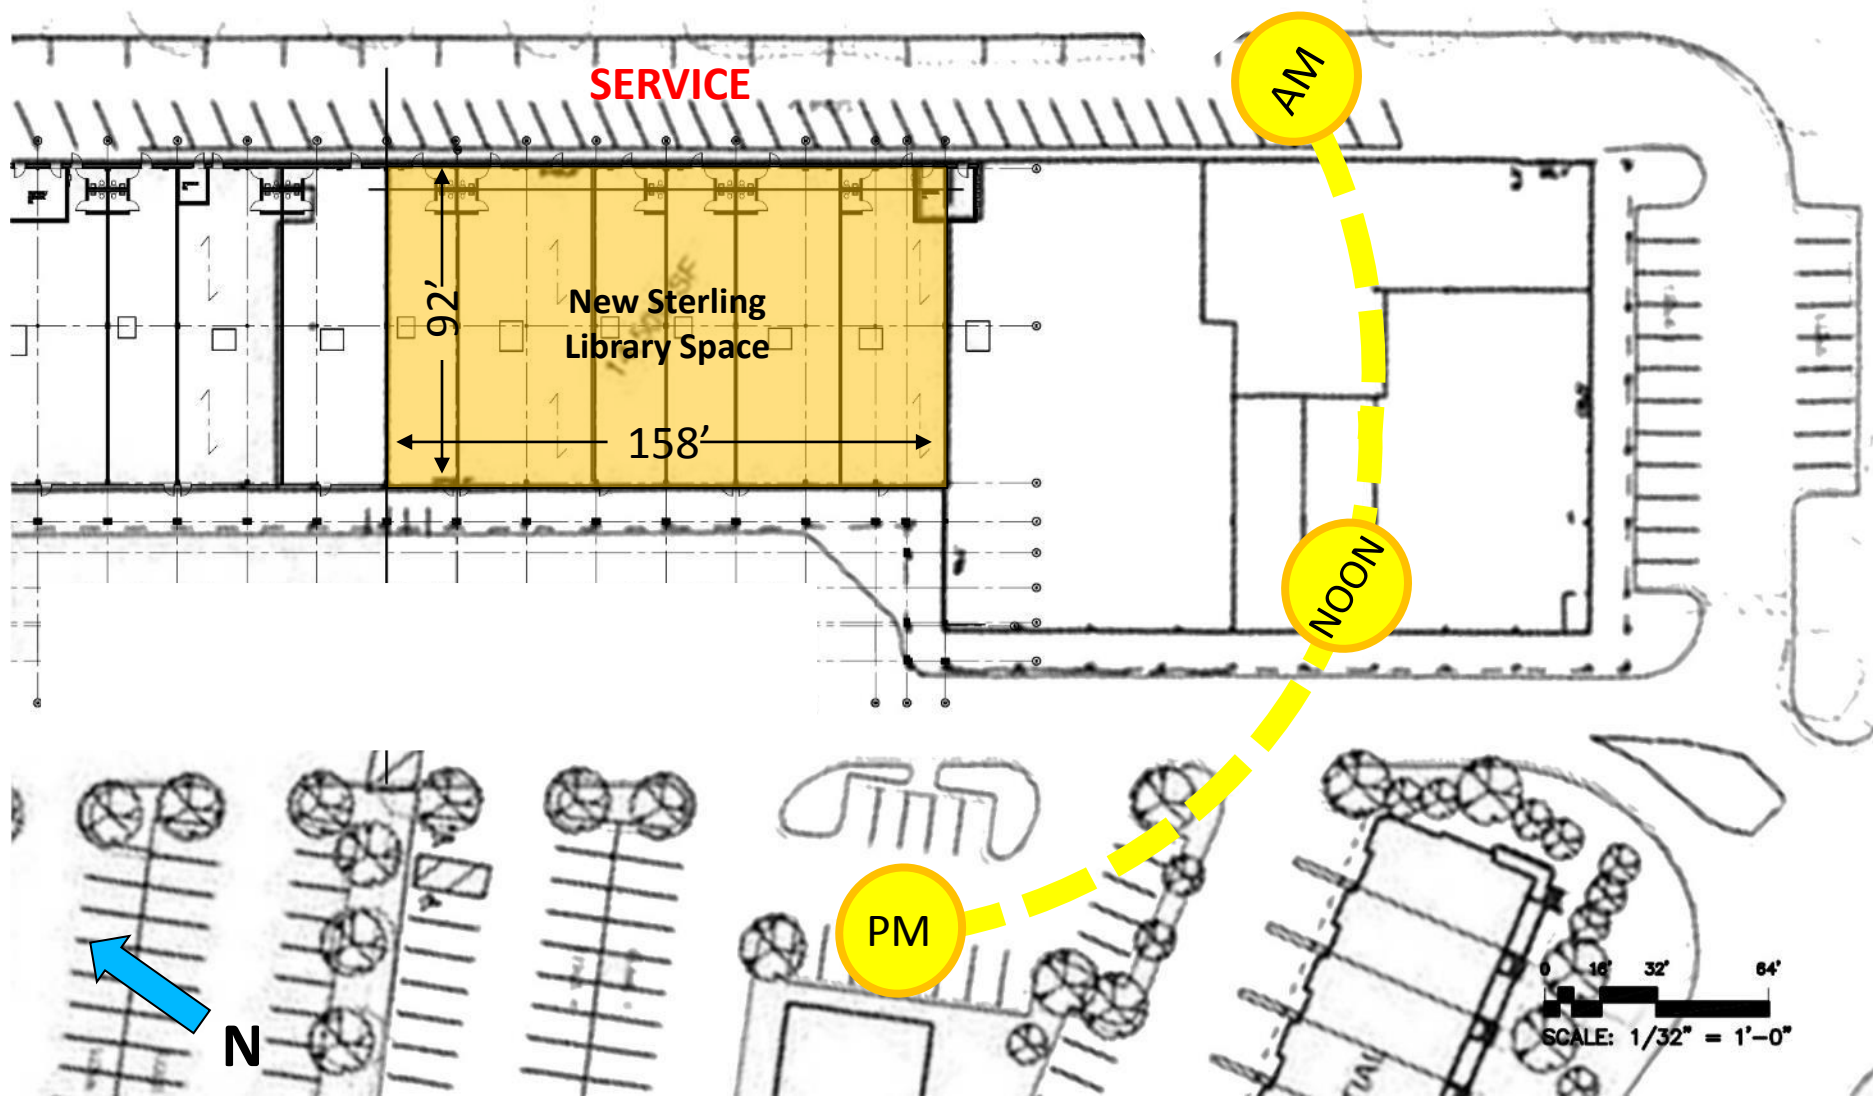 SERVICE
AM
92'
New Sterling
Library Space
158'
NOON
PM
N
0 16' 32' 64'
SCALE: 1/32" = 1'-0"